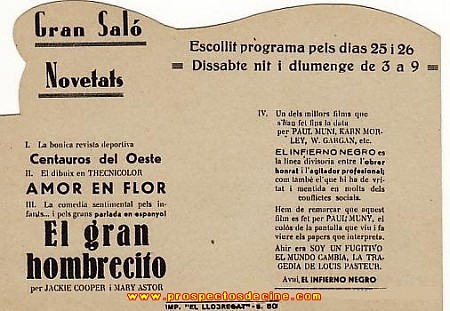 Gran Saló
Novetats
Escollit programa pels dias 25 i 26
= Dissabte nit i diumenge de 3 a 9 =
I. La bonica revista deportiva
Centauros del Oeste
II. El dibuix en THECNICOLOR
AMOR EN FLOR
III. La comedia sentimental pels in-
fants... i pels grans parlada en espanyol
El gran
hombrecito
per JACKIE COOPER i MARY ASTOR
IV. Un dels millors films que
s'han fet fins la data
per PAUL MUNI, KARN MOR-
LEY, W. GARGAN, etc.
EL INFIERNO NEGRO es
la linea divisoria entre l'obrer
honrat i l'agitador profesional;
com també el que hi ha de ve-
ritat i mentida en molts dels
conflictes socials.
Hem de remarcar que aquest
film es fet per PAUL MUNY, el
colós de la pantalla que viu i fa
viure els papers que interpreta.
Ahir era SOY UN FUGITIVO
EL MUNDO CAMBIA, LA TRA-
GEDIA DE LOUIS PASTEUR.
Avui, EL INFIERNO NEGRO
www.prospectosdecine.com
IMP. "EL LLOBREGAT" - S. BOI